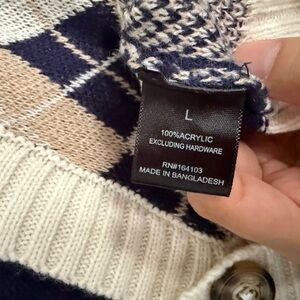 L
100%ACRYLIC
EXCLUDING HARDWARE
RN#164103
MADE IN BANGLADESH